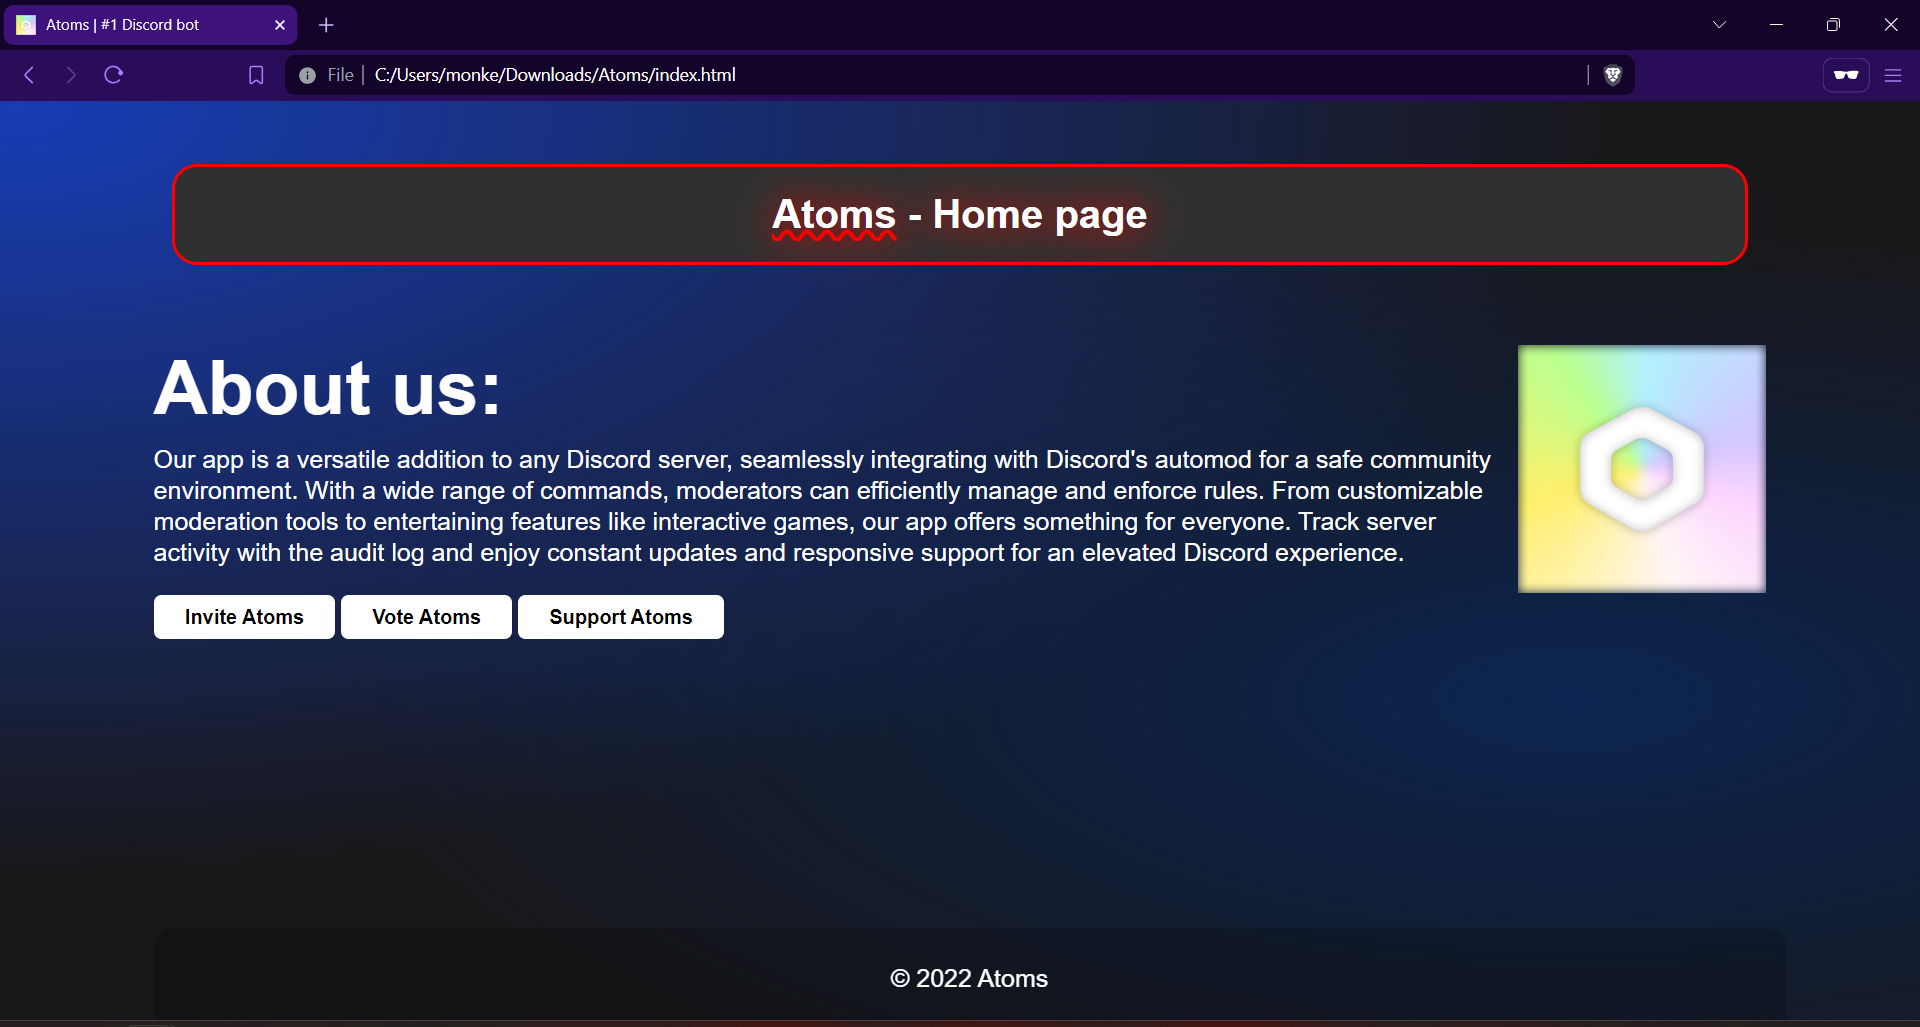 Atoms | #1 Discord bot
File
C:/Users/monke/Downloads/Atoms/index.html
Atoms - Home page
About us:
Our app is a versatile addition to any Discord server, seamlessly integrating with Discord's automod for a safe community
environment. With a wide range of commands, moderators can efficiently manage and enforce rules. From customizable
moderation tools to entertaining features like interactive games, our app offers something for everyone. Track server
activity with the audit log and enjoy constant updates and responsive support for an elevated Discord experience.
Invite Atoms
Vote Atoms
Support Atoms
© 2022 Atoms